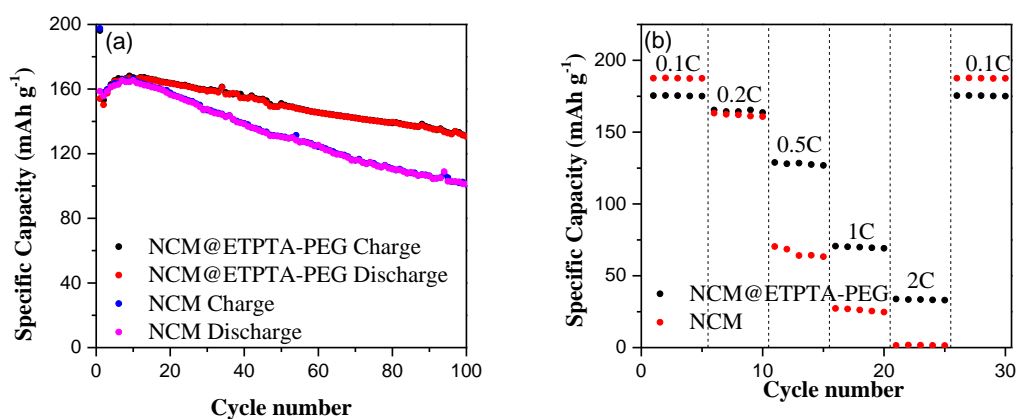 (a)
Specific Capacity (mAh g-1)
200
160
120
80
40
0
NCM@ETPTA-PEG Charge
NCM@ETPTA-PEG Discharge
NCM Charge
NCM Discharge
0
20
40
60
80
100
Cycle number
(b)
Specific Capacity (mAh g-1)
200
150
100
50
0
0.1C
0.2C
0.5C
1C
2C
0.1C
NCM@ETPTA-PEG
NCM
0
10
20
30
Cycle number